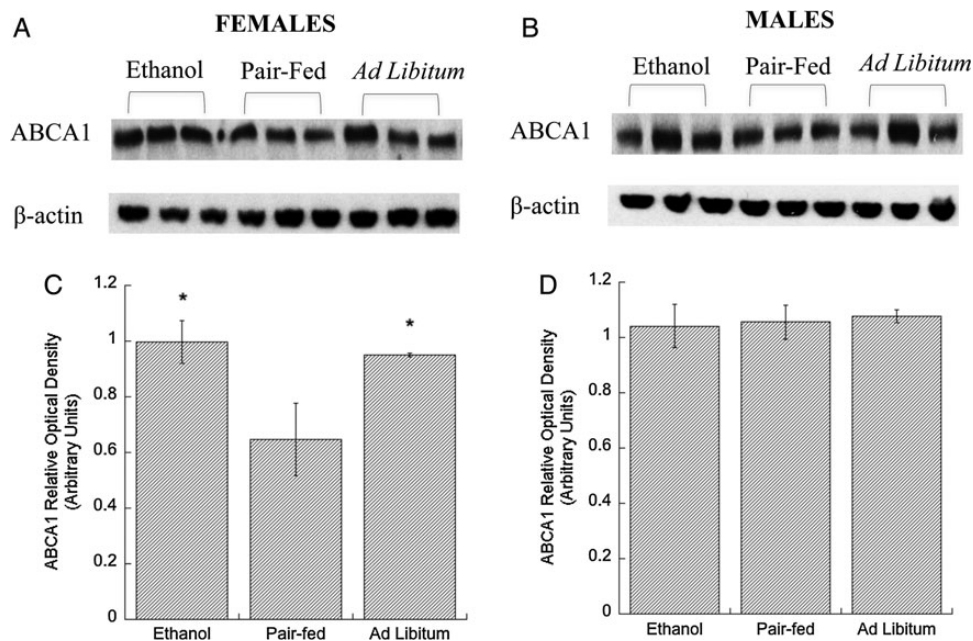 A
FEMALES
Ethanol
Pair-Fed
Ad Libitum
ABCA1
β-actin
B
MALES
Ethanol
Pair-Fed
Ad Libitum
ABCA1
β-actin
C
ABCA1 Relative Optical Density
(Arbitrary Units)
1.2
1
0.8
0.6
0.4
0.2
0
*
*
Ethanol
Pair-fed
Ad Libitum
D
ABCA1 Relative Optical Density
(Arbitrary Units)
1.2
1
0.8
0.6
0.4
0.2
0
Ethanol
Pair-fed
Ad Libitum